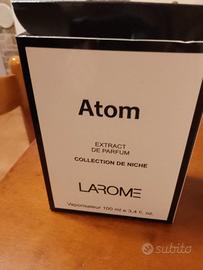 Atom
EXTRACT
DE PARFUM
COLLECTION DE NICHE
LAROME
Vaporisateur 100 ml e 3,4 fl. oz.
subito